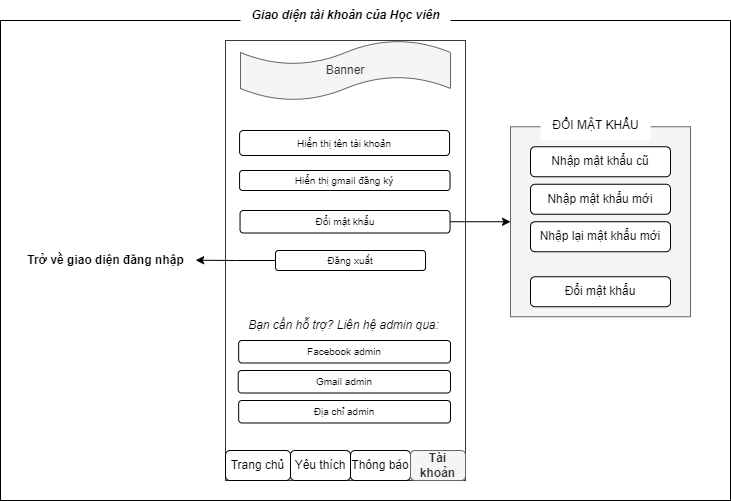 Giao diện tài khoản của Học viên
Banner
Hiển thị tên tài khoản
Hiển thị gmail đăng ký
Đổi mật khẩu
Đăng xuất
Trở về giao diện đăng nhập
ĐỔI MẬT KHẨU
Nhập mật khẩu cũ
Nhập mật khẩu mới
Nhập lại mật khẩu mới
Đổi mật khẩu
Bạn cần hỗ trợ? Liên hệ admin qua:
Facebook admin
Gmail admin
Địa chỉ admin
Trang chủ
Yêu thích
Thông báo
Tài
khoản